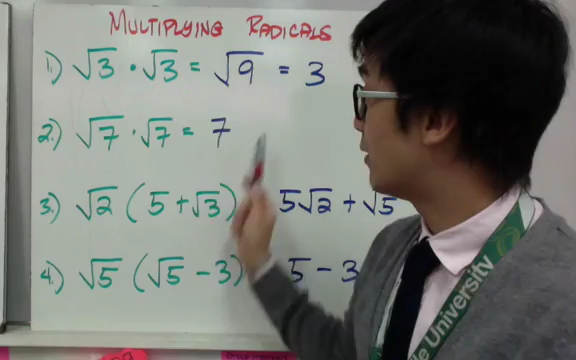 MULTIPLYING RADICALS
1.) √3 · √3 = √9 = 3
2.) √7 · √7 = 7
3.) √2 (5 + √3) 5√2 + √5
4.) √5 (√5 - 3) 5 - 3
University